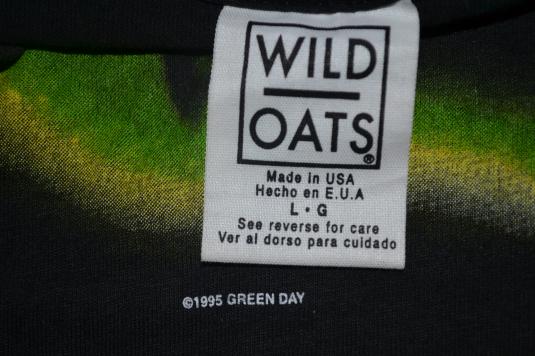 WILD
OATS®
Made in USA
Hecho en E.U.A
L • G
See reverse for care
Ver al dorso para cuidado
©1995 GREEN DAY